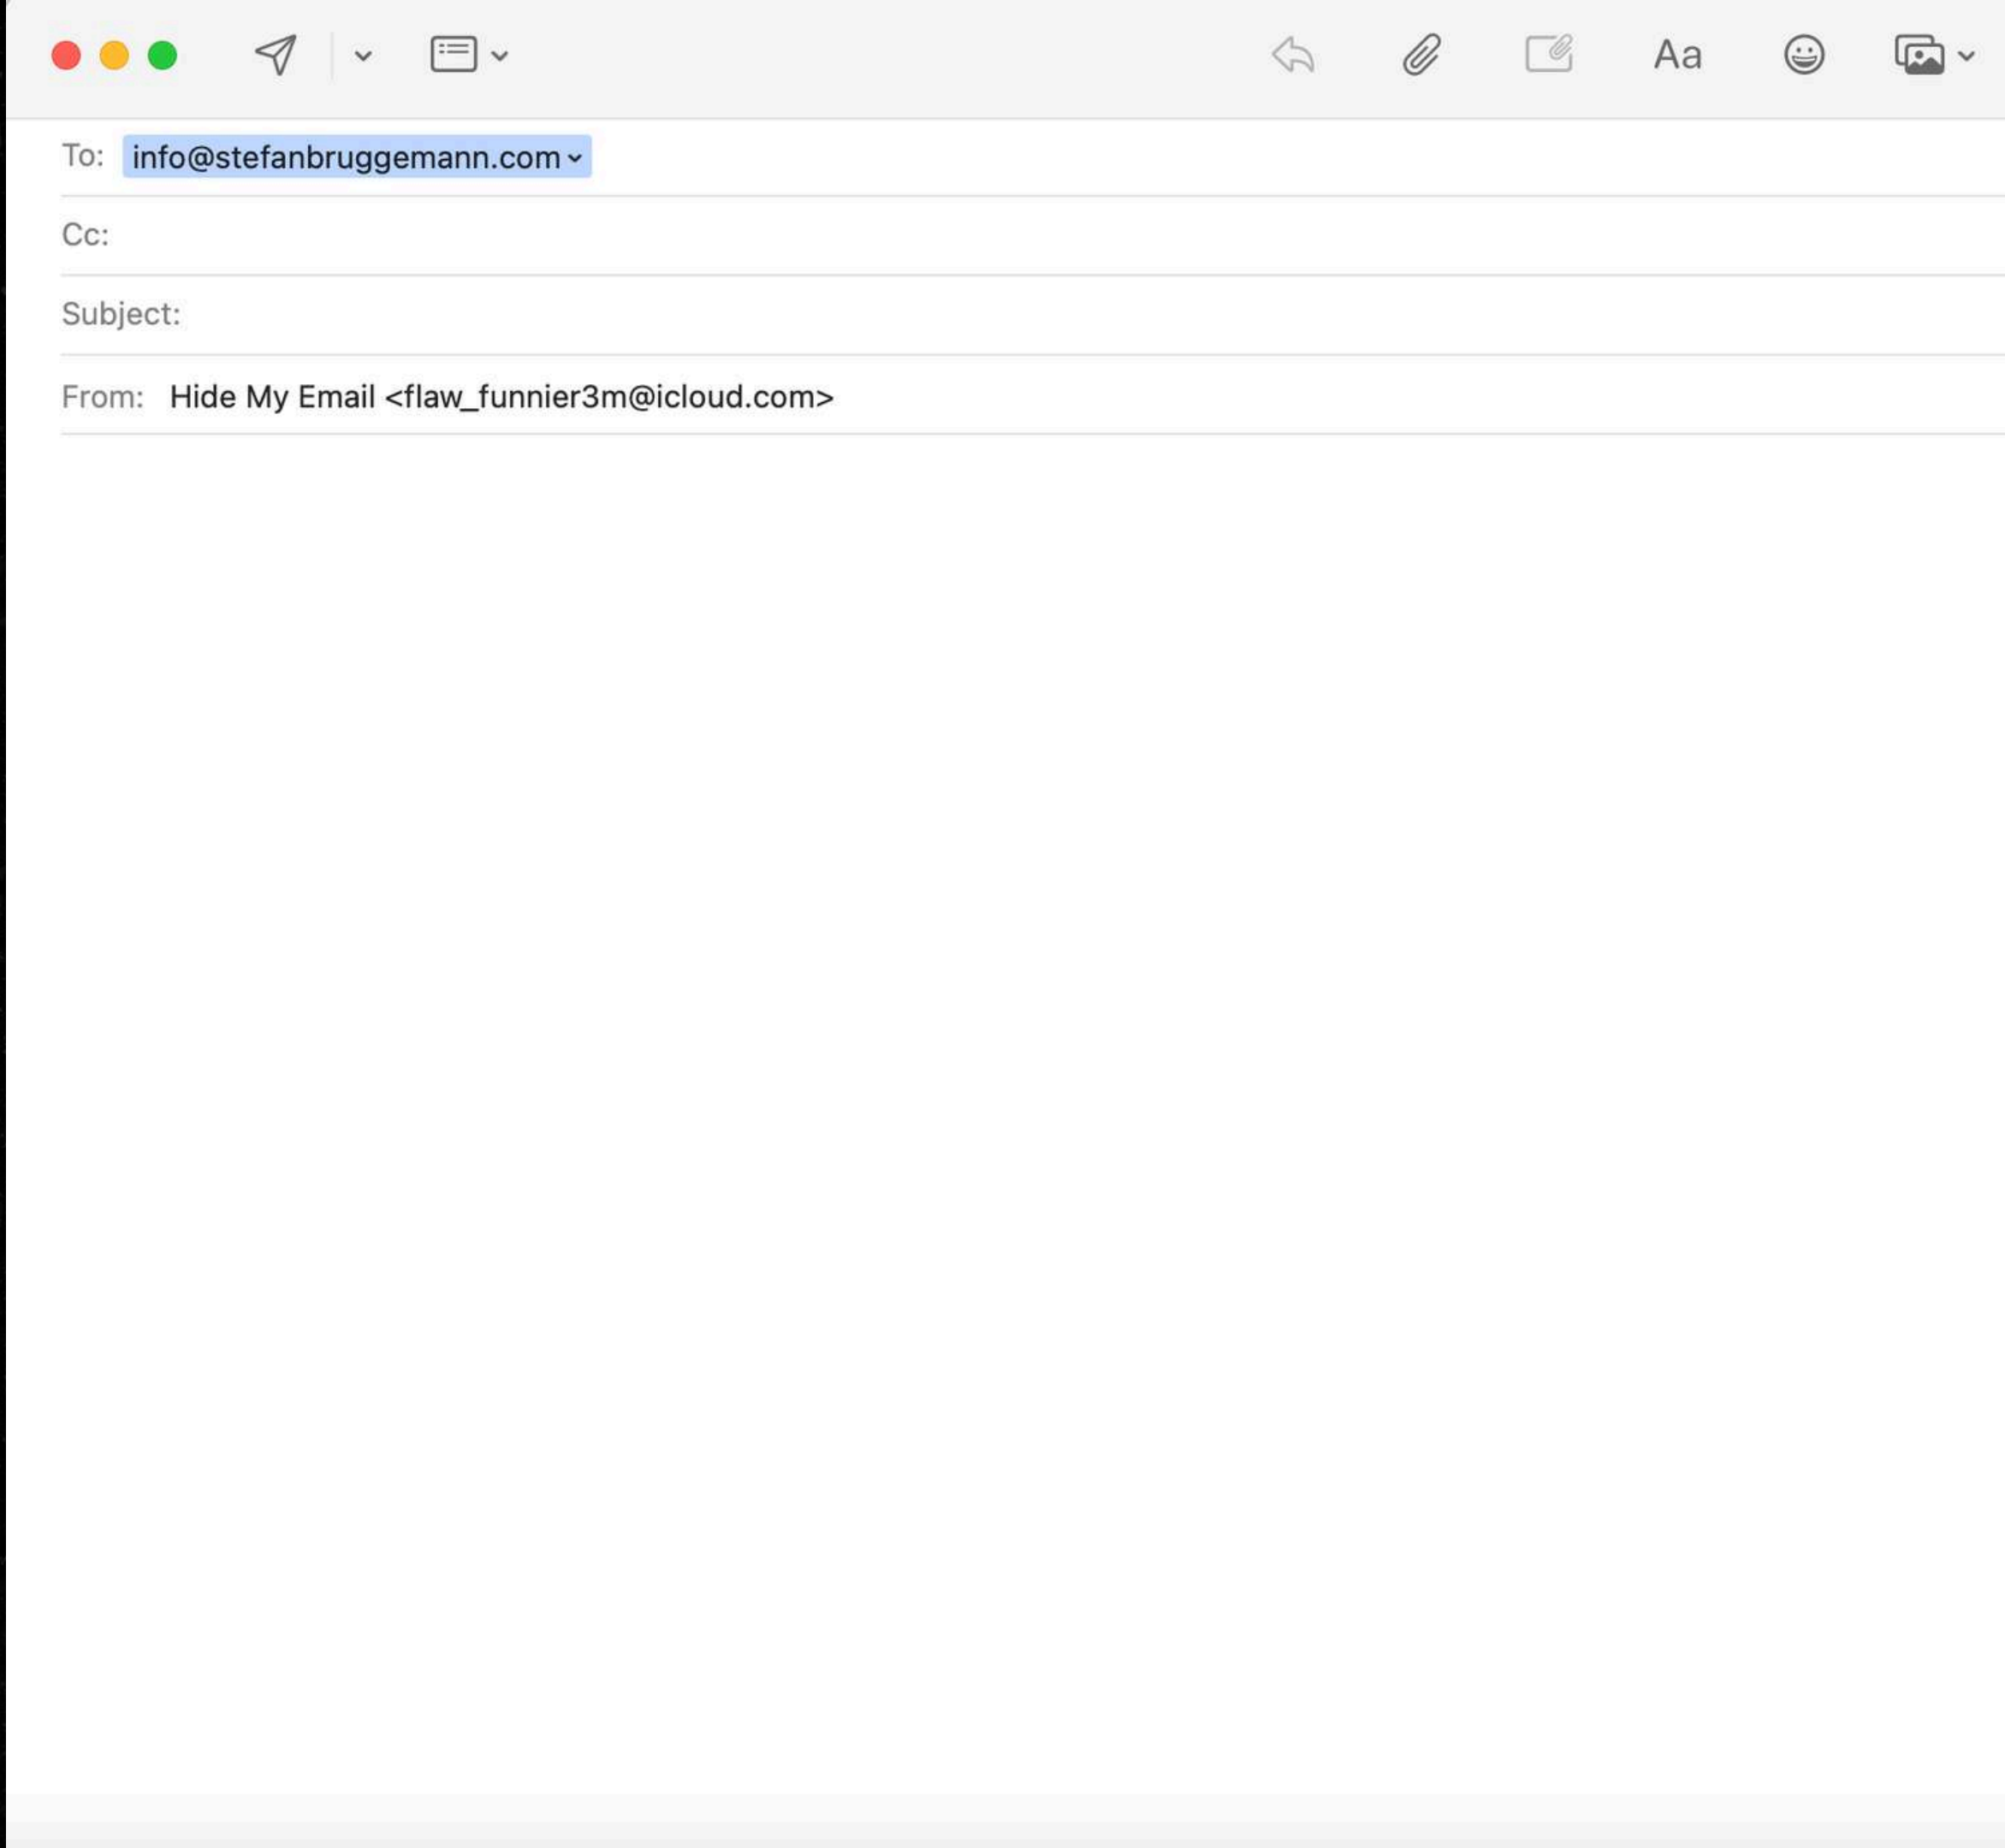 Aa
To: info@stefanbruggemann.com
Cc:
Subject:
From: Hide My Email <flaw_funnier3m@icloud.com>